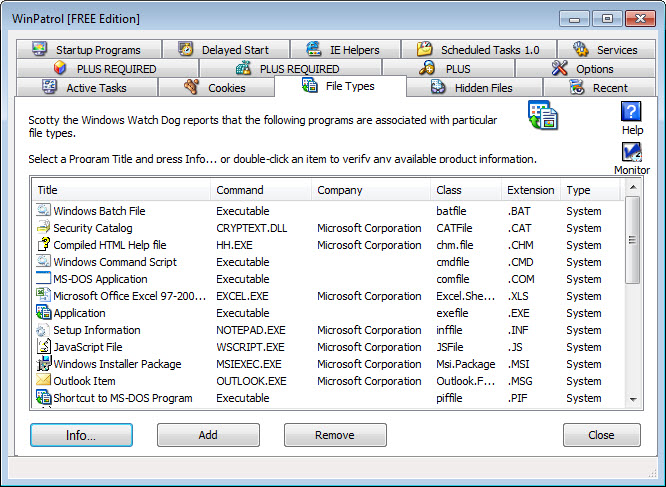 WinPatrol [FREE Edition]
Startup Programs Delayed Start IE Helpers Scheduled Tasks 1.0 Services
PLUS REQUIRED PLUS REQUIRED PLUS Options
Active Tasks Cookies File Types Hidden Files Recent
Scotty the Windows Watch Dog reports that the following programs are associated with particular
file types.
Help
Select a Program Title and press Info... or double-click an item to verify any available product information.
Monitor
Title Command Company Class Extension Type
Windows Batch File Executable batfile .BAT System
Security Catalog CRYPTEXT.DLL Microsoft Corporation CATFile .CAT System
Compiled HTML Help file HH.EXE Microsoft Corporation chm.file .CHM System
Windows Command Script Executable cmdfile .CMD System
MS-DOS Application Executable comfile .COM System
Microsoft Office Excel 97-200... EXCEL.EXE Microsoft Corporation Excel.She... .XLS System
Application Executable exefile .EXE System
Setup Information NOTEPAD.EXE Microsoft Corporation inffile .INF System
JavaScript File WSCRIPT.EXE Microsoft Corporation JSFile .JS System
Windows Installer Package MSIEXEC.EXE Microsoft Corporation Msi.Package .MSI System
Outlook Item OUTLOOK.EXE Microsoft Corporation Outlook.F... .MSG System
Shortcut to MS-DOS Program Executable piffile .PIF System
Info... Add Remove Close